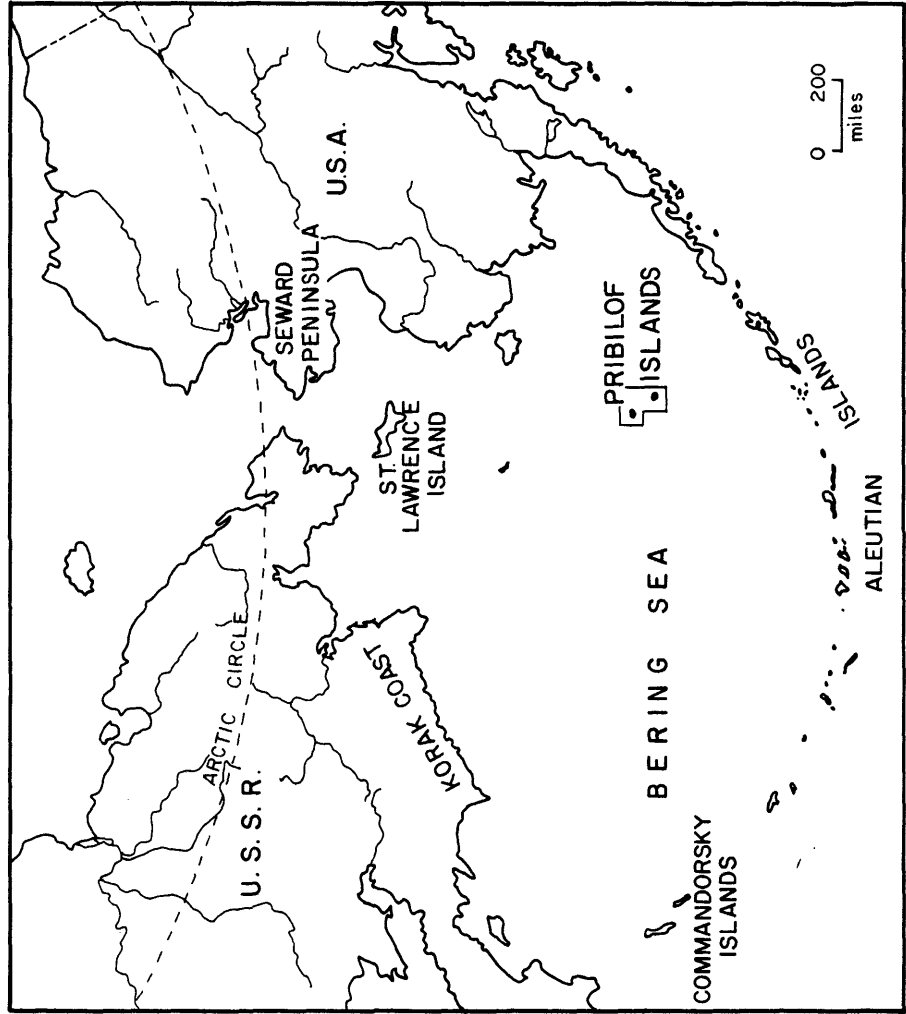 ARCTIC CIRCLE
U. S. S. R.
KORAK COAST
SEWARD
PENINSULA
U.S.A.
ST.
LAWRENCE
ISLAND
PRIBILOF
ISLANDS
BERING SEA
COMMANDORSKY
ISLANDS
ALEUTIAN
ISLANDS
0 200
miles